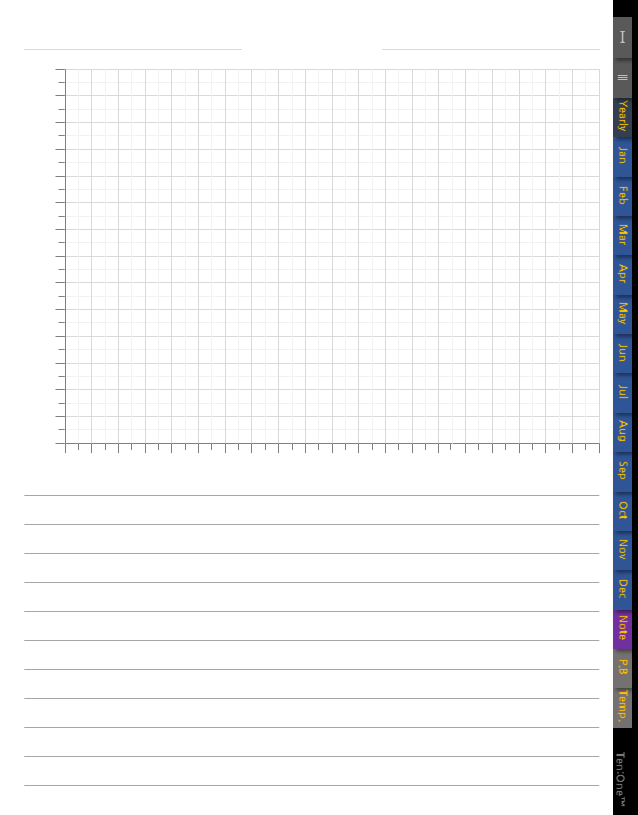 I
≡
Yearly
Jan
Feb
Mar
Apr
May
Jun
Jul
Aug
Sep
Oct
Nov
Dec
Note
P.B
Temp.
Ten:One™